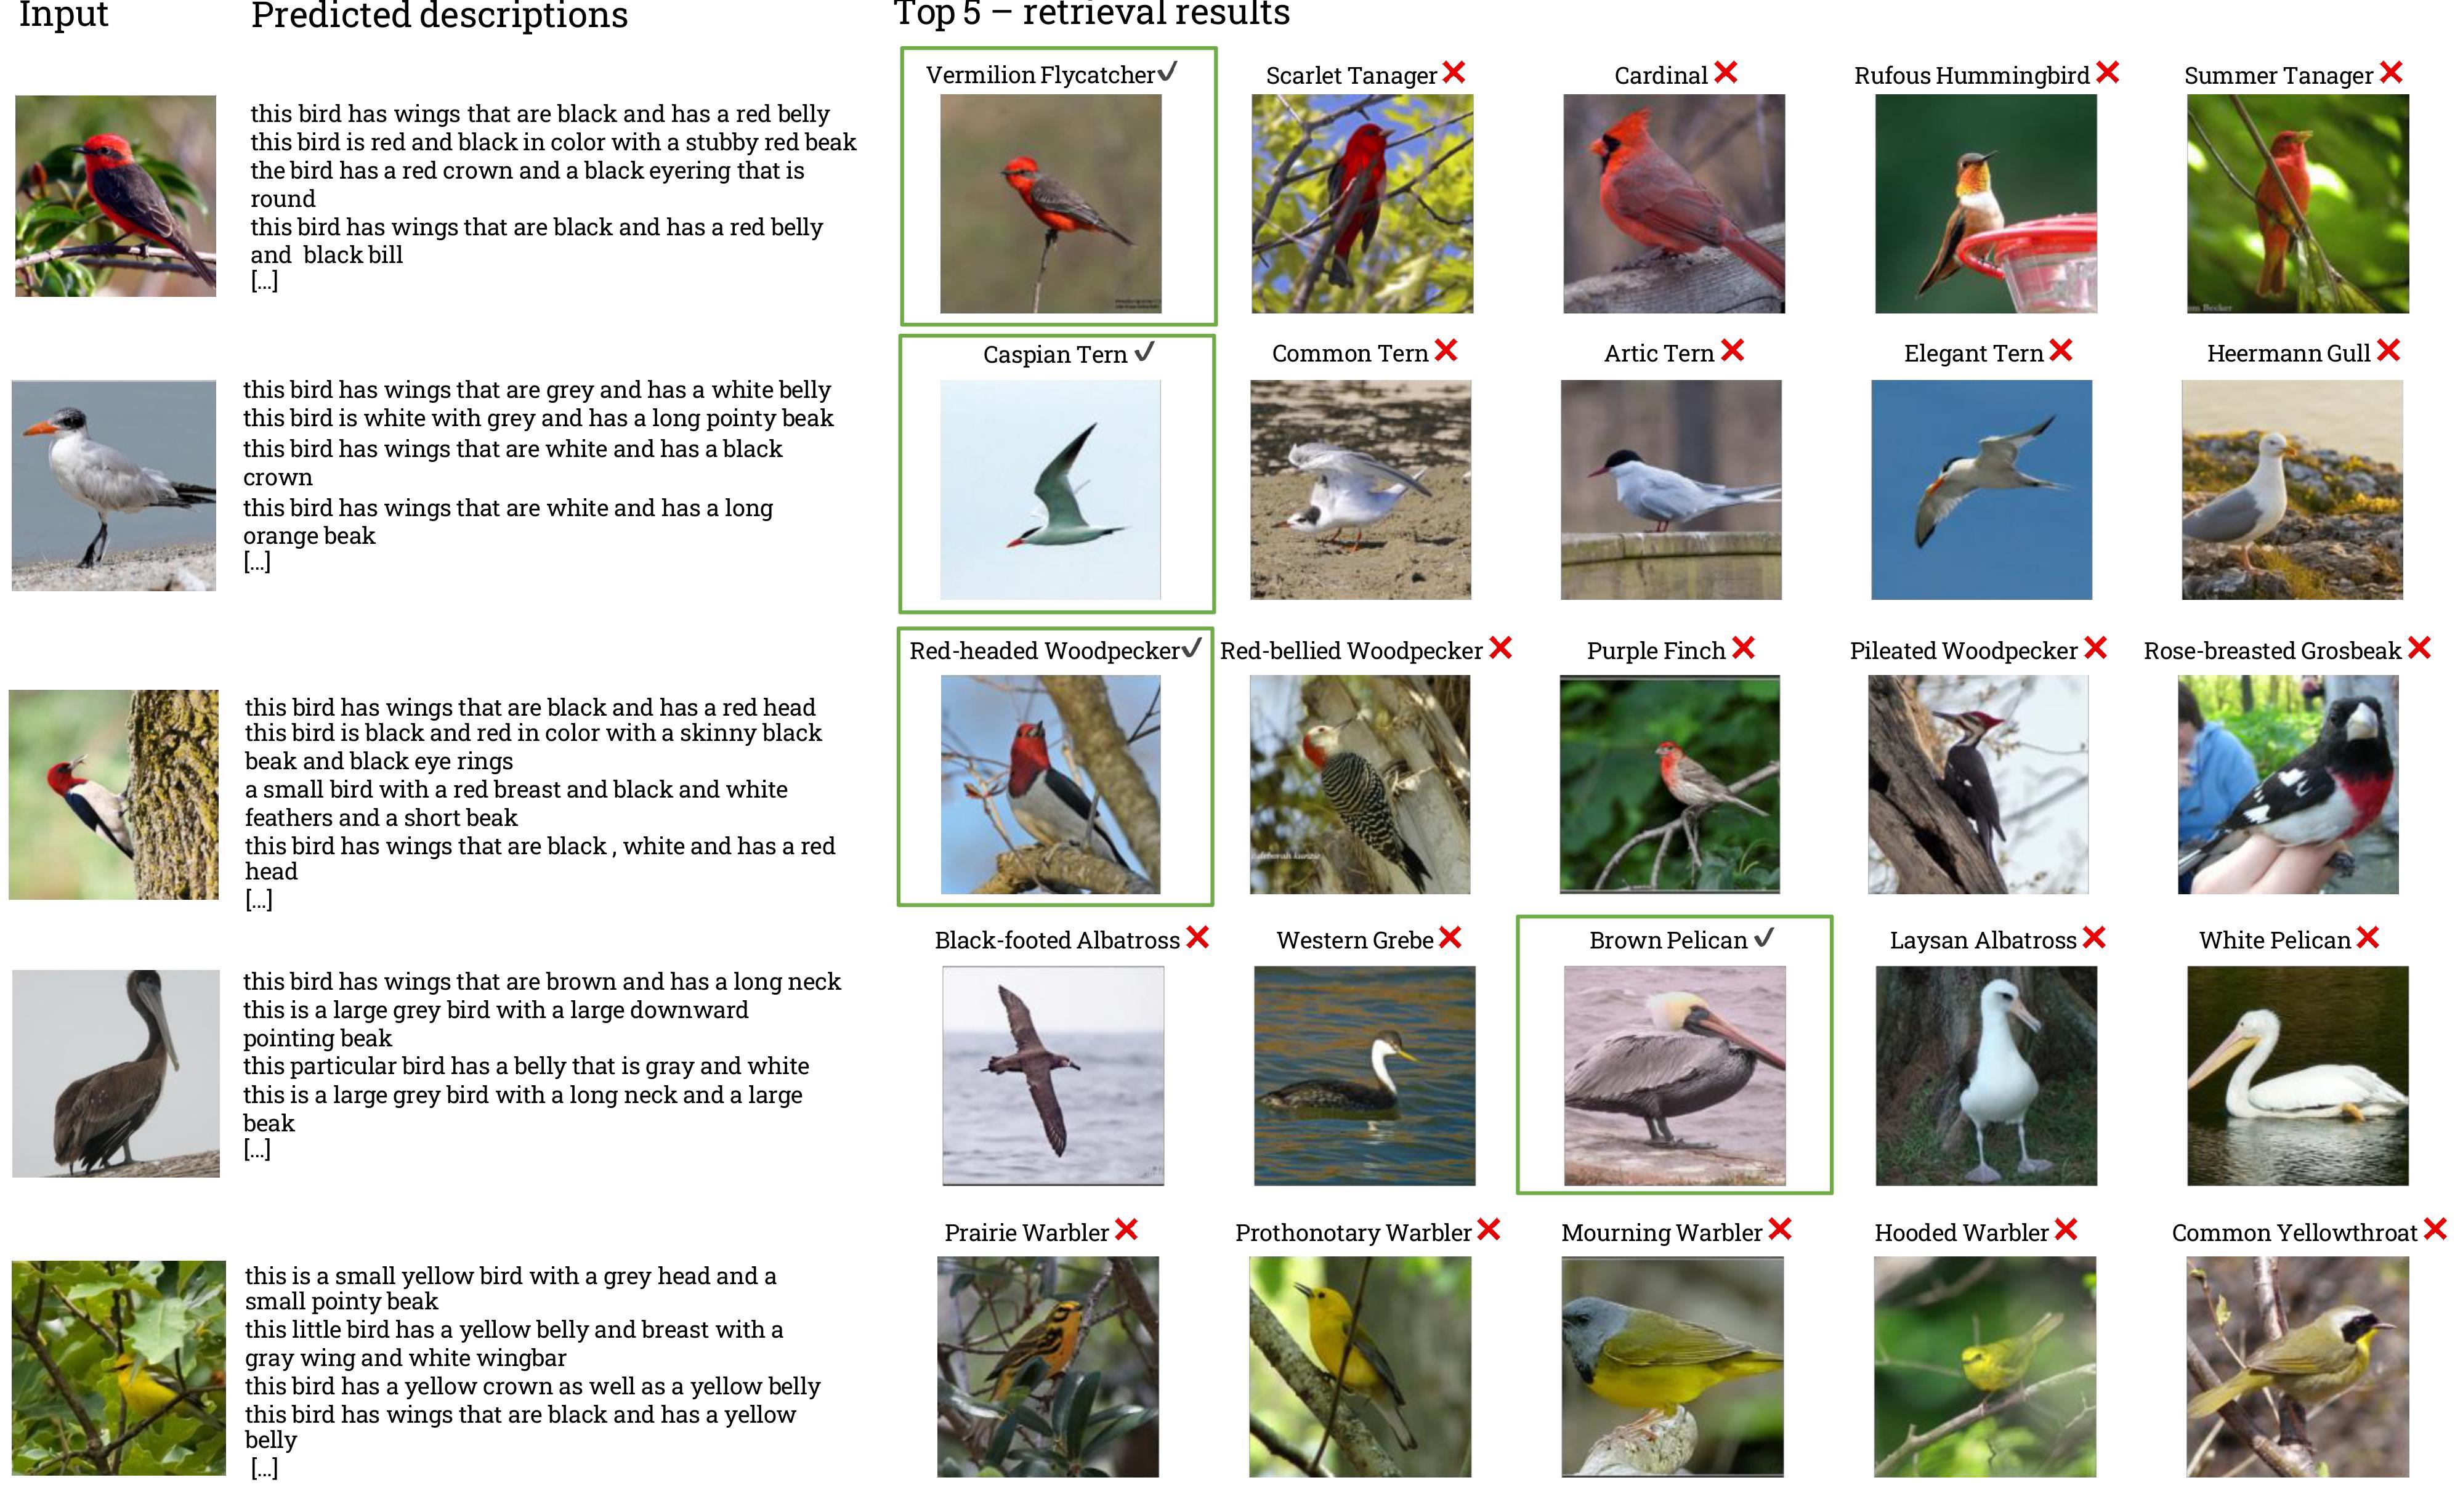 Input
Predicted descriptions
Top 5 – retrieval results
this bird has wings that are black and has a red belly
this bird is red and black in color with a stubby red beak
the bird has a red crown and a black eyering that is
round
this bird has wings that are black and has a red belly
and black bill
[...]
Vermilion Flycatcher✓
Scarlet Tanager ✕
Cardinal ✕
Rufous Hummingbird ✕
Summer Tanager ✕
this bird has wings that are grey and has a white belly
this bird is white with grey and has a long pointy beak
this bird has wings that are white and has a black
crown
this bird has wings that are white and has a long
orange beak
[...]
Caspian Tern ✓
Common Tern ✕
Artic Tern ✕
Elegant Tern ✕
Heermann Gull ✕
this bird has wings that are black and has a red head
this bird is black and red in color with a skinny black
beak and black eye rings
a small bird with a red breast and black and white
feathers and a short beak
this bird has wings that are black , white and has a red
head
[...]
Red-headed Woodpecker✓
Red-bellied Woodpecker ✕
Purple Finch ✕
Pileated Woodpecker ✕
Rose-breasted Grosbeak ✕
this bird has wings that are brown and has a long neck
this is a large grey bird with a large downward
pointing beak
this particular bird has a belly that is gray and white
this is a large grey bird with a long neck and a large
beak
[...]
Black-footed Albatross ✕
Western Grebe ✕
Brown Pelican ✓
Laysan Albatross ✕
White Pelican ✕
this is a small yellow bird with a grey head and a
small pointy beak
this little bird has a yellow belly and breast with a
gray wing and white wingbar
this bird has a yellow crown as well as a yellow belly
this bird has wings that are black and has a yellow
belly
[...]
Prairie Warbler ✕
Prothonotary Warbler ✕
Mourning Warbler ✕
Hooded Warbler ✕
Common Yellowthroat ✕